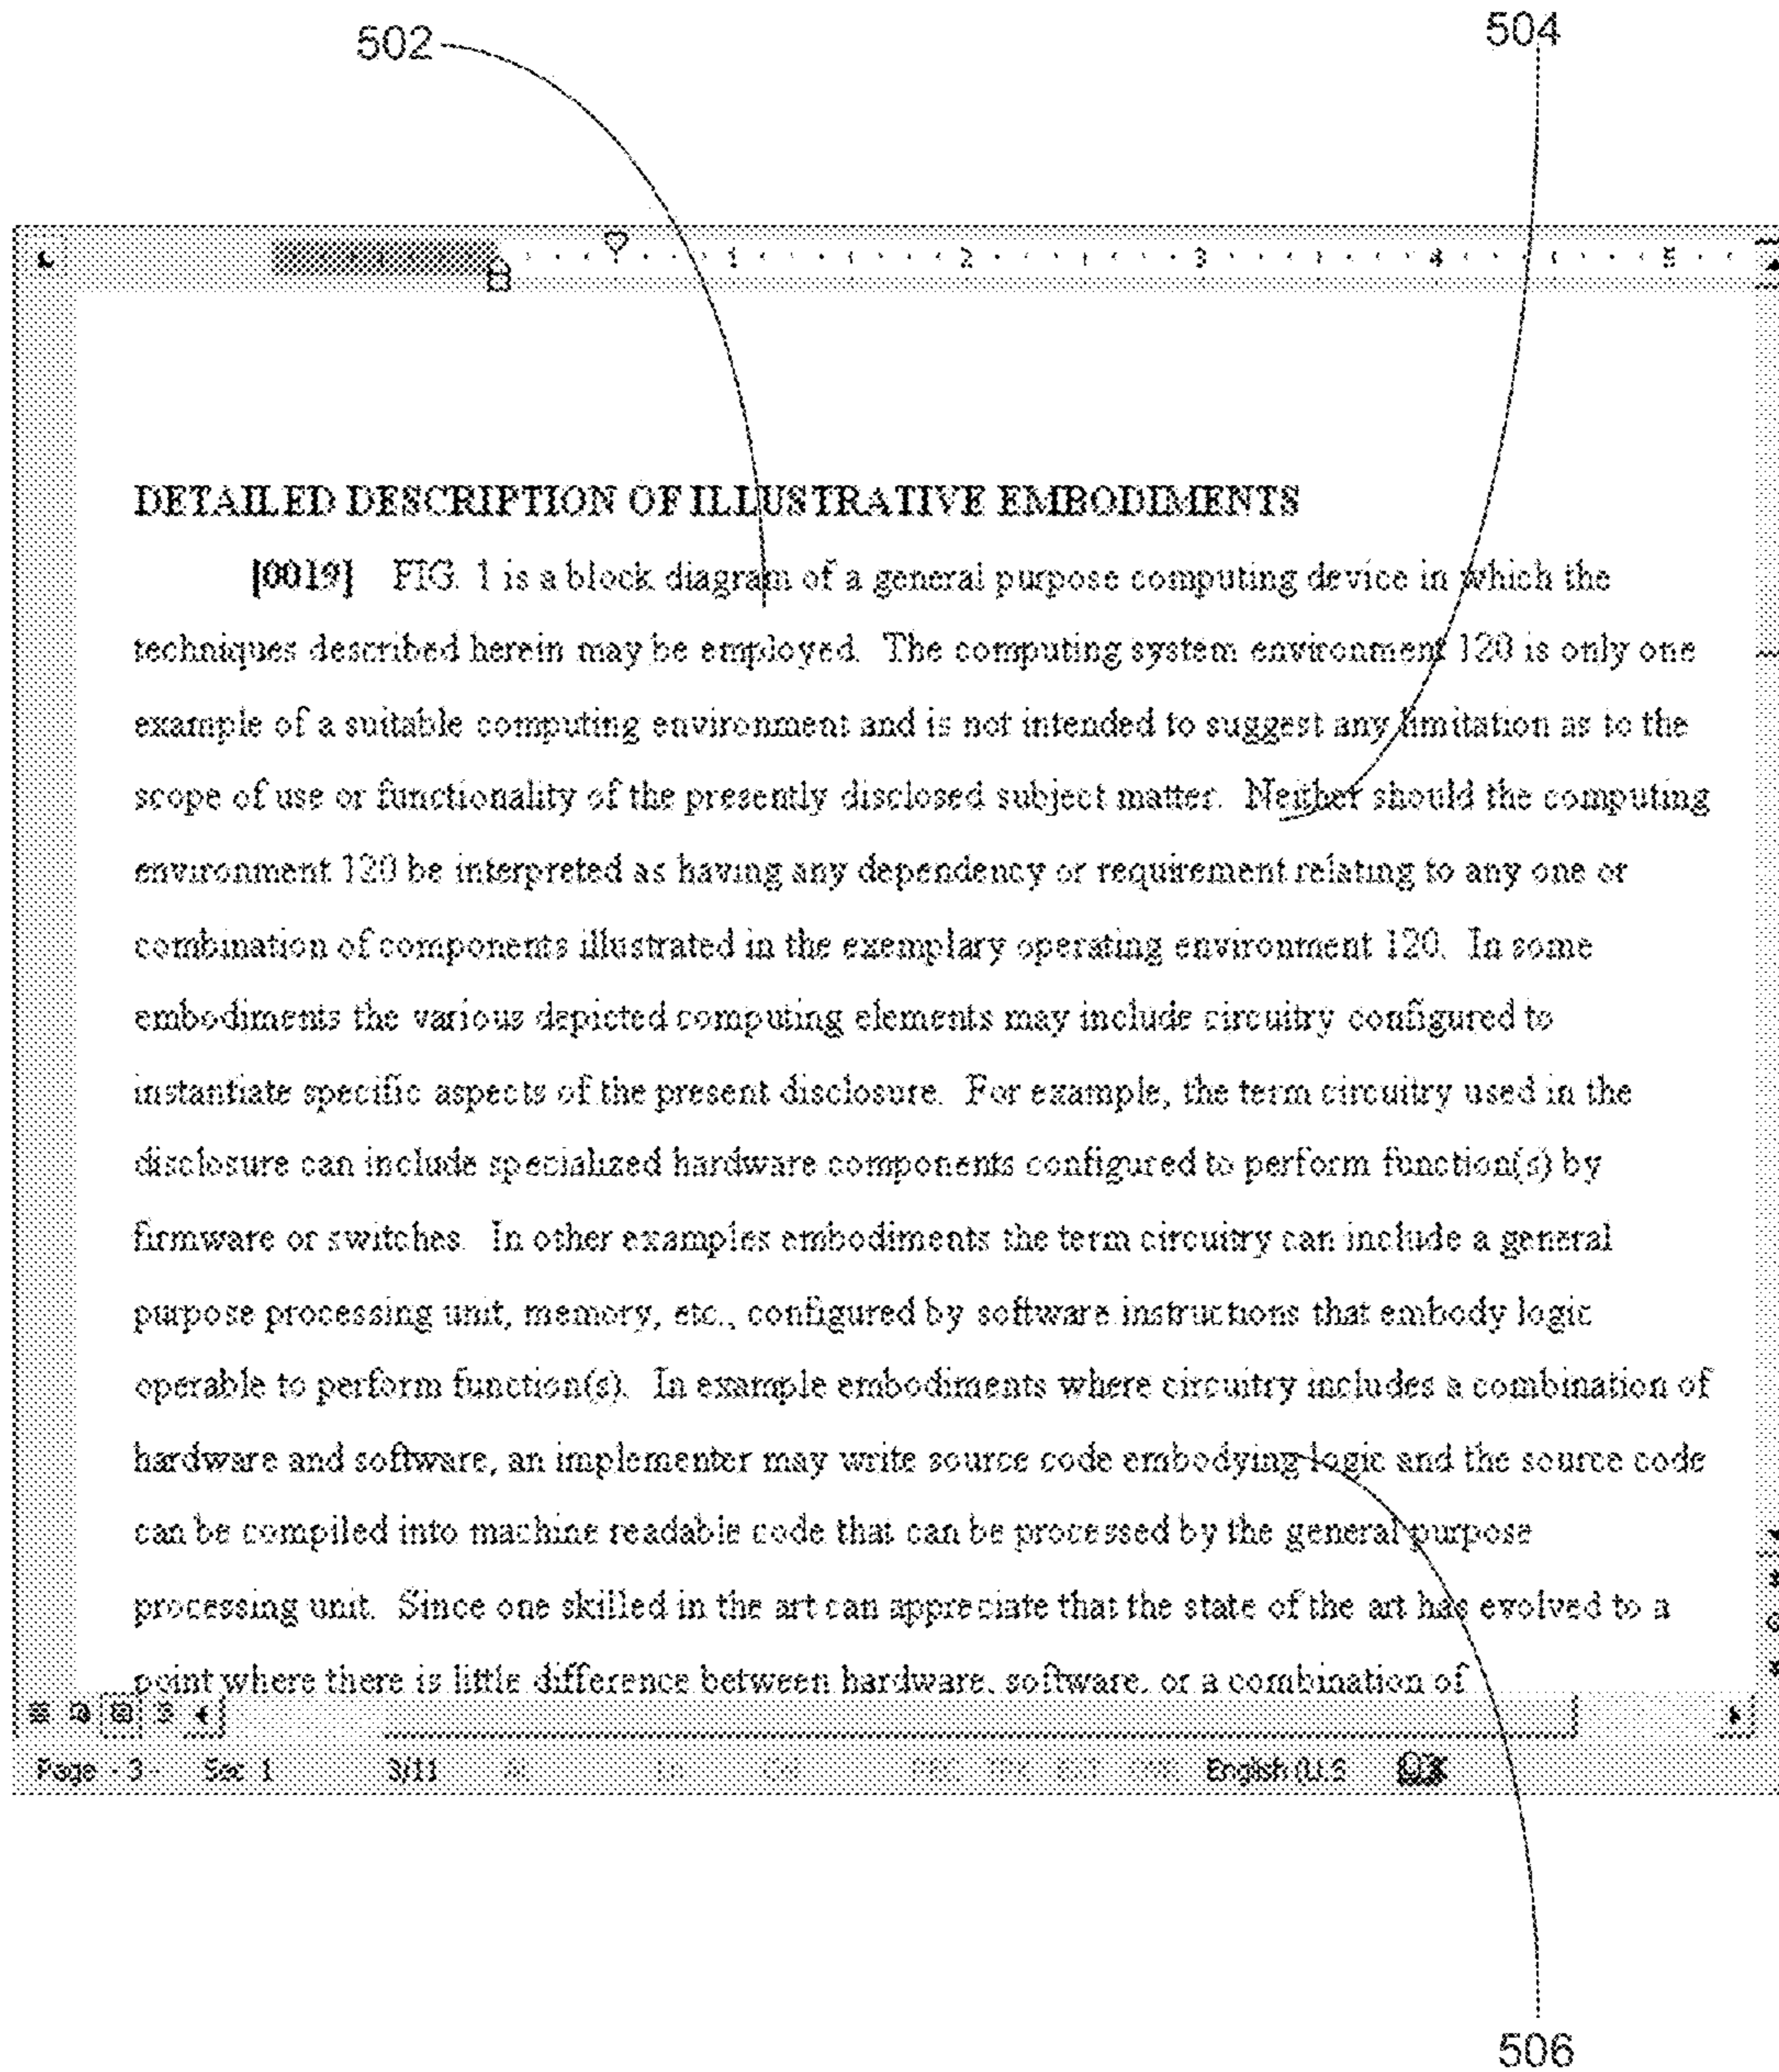 502
504
1 2 3 4 5
DETAILED DESCRIPTION OF ILLUSTRATIVE EMBODIMENTS
[0019] FIG. 1 is a block diagram of a general purpose computing device in which the
techniques described herein may be employed. The computing system environment 120 is only one
example of a suitable computing environment and is not intended to suggest any limitation as to the
scope of use or functionality of the presently disclosed subject matter. Neither should the computing
environment 120 be interpreted as having any dependency or requirement relating to any one or
combination of components illustrated in the exemplary operating environment 120. In some
embodiments the various depicted computing elements may include circuitry configured to
instantiate specific aspects of the present disclosure. For example, the term circuitry used in the
disclosure can include specialized hardware components configured to perform function(s) by
firmware or switches. In other examples embodiments the term circuitry can include a general
purpose processing unit, memory, etc., configured by software instructions that embody logic
operable to perform function(s). In example embodiments where circuitry includes a combination of
hardware and software, an implementer may write source code embodying logic and the source code
can be compiled into machine readable code that can be processed by the general purpose
processing unit. Since one skilled in the art can appreciate that the state of the art has evolved to a
point where there is little difference between hardware, software, or a combination of
Page - 3 - Sec 1 3/11 English (U.S
506